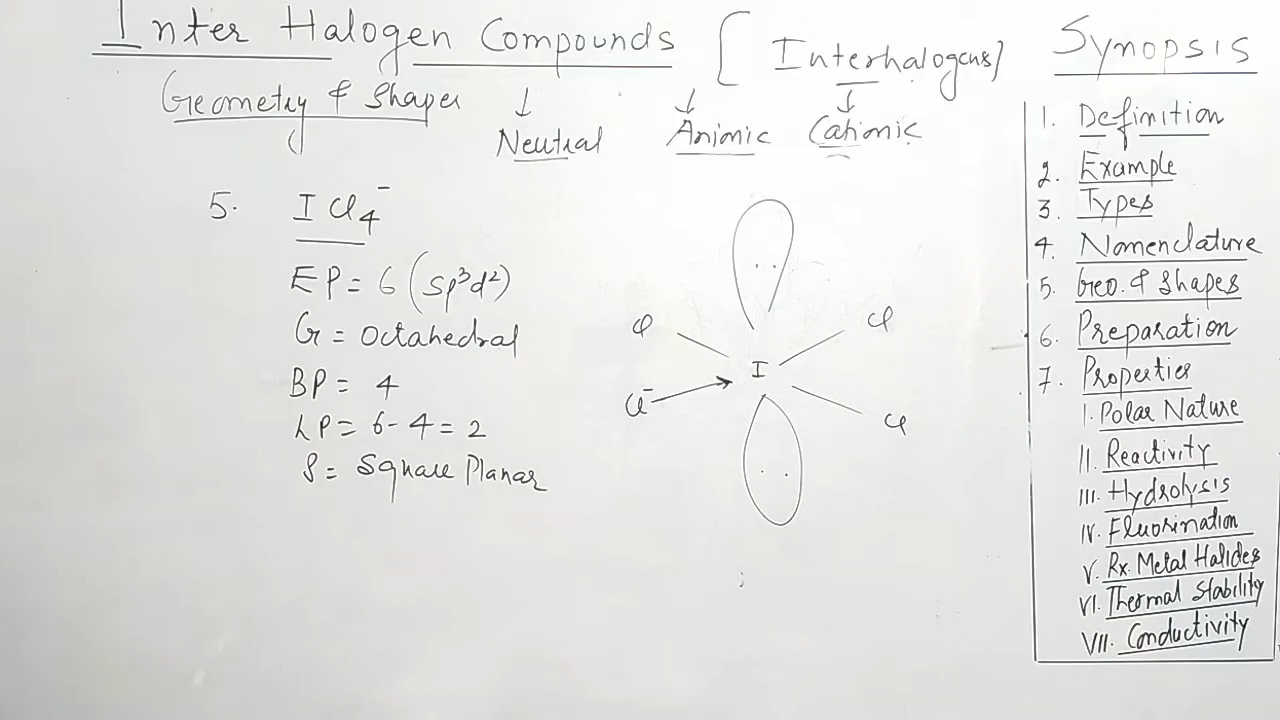 Inter Halogen Compounds [Interhalogens]
Geometry & Shapes
↓ Neutral ↓ Anionic ↓ Cationic
5. ICl4-
EP = 6 (sp³d²)
G = Octahedral
BP = 4
LP = 6-4 = 2
S = Square Planar
Cl Cl
I
Cl- Cl
Synopsis
1. Definition
2. Example
3. Types
4. Nomenclature
5. Geo. & Shapes
6. Preparation
7. Properties
I. Polar Nature
II. Reactivity
III. Hydrolysis
IV. Fluorination
V. Rx. Metal Halides
VI. Thermal Stability
VII. Conductivity